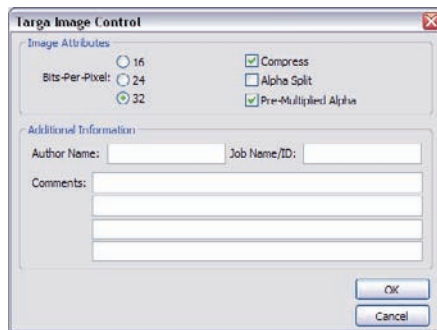 Targa Image Control
Image Attributes
Bits-Per-Pixel:
16
24
32
Compress
Alpha Split
Pre-Multiplied Alpha
Additional Information
Author Name:
Job Name/ID:
Comments:
OK
Cancel